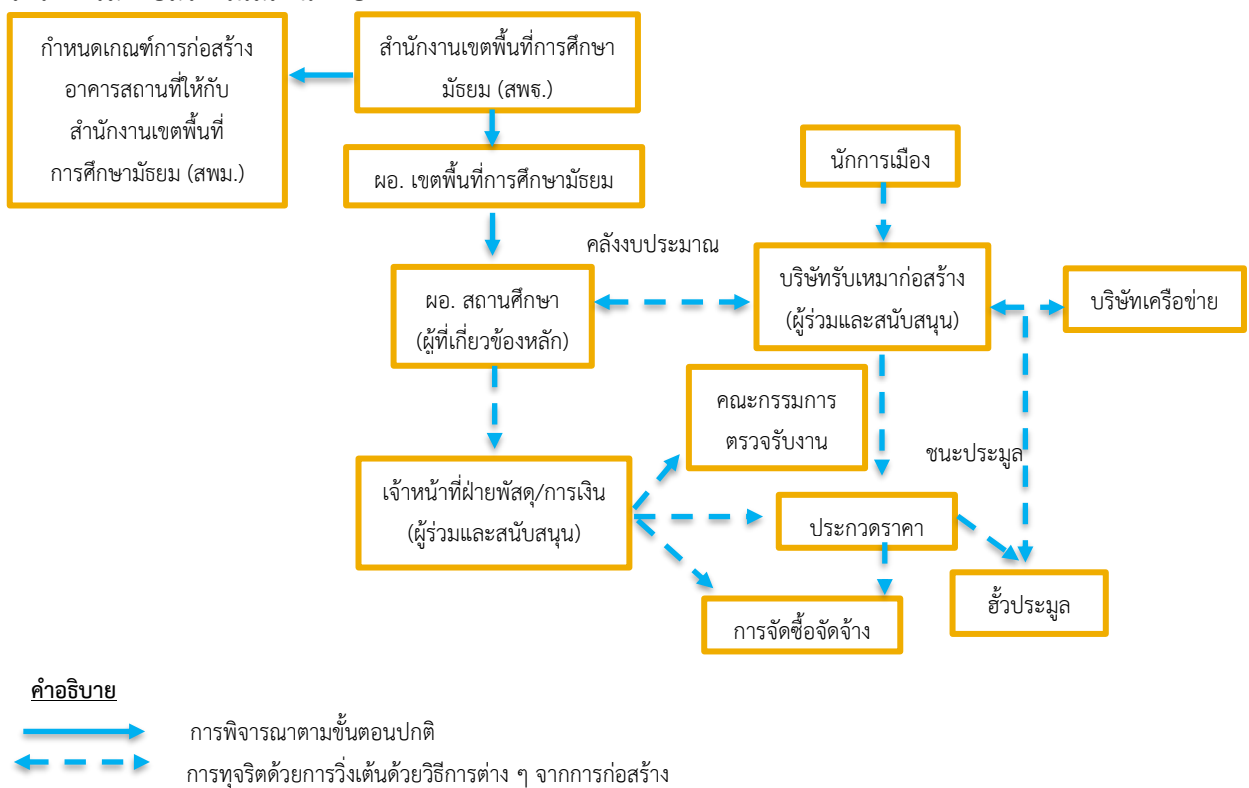 กำหนดเกณฑ์การก่อสร้าง
อาคารสถานที่ให้กับ
สำนักงานเขตพื้นที่
การศึกษามัธยม (สพม.)
สำนักงานเขตพื้นที่การศึกษา
มัธยม (สพฐ.)
ผอ. เขตพื้นที่การศึกษามัธยม
นักการเมือง
คลังงบประมาณ
ผอ. สถานศึกษา
(ผู้ที่เกี่ยวข้องหลัก)
บริษัทรับเหมาก่อสร้าง
(ผู้ร่วมและสนับสนุน)
บริษัทเครือข่าย
คณะกรรมการ
ตรวจรับงาน
ชนะประมูล
เจ้าหน้าที่ฝ่ายพัสดุ/การเงิน
(ผู้ร่วมและสนับสนุน)
ประกวดราคา
ฮั้วประมูล
การจัดซื้อจัดจ้าง
คำอธิบาย
การพิจารณาตามขั้นตอนปกติ
การทุจริตด้วยการวิ่งเต้นด้วยวิธีการต่าง ๆ จากการก่อสร้าง